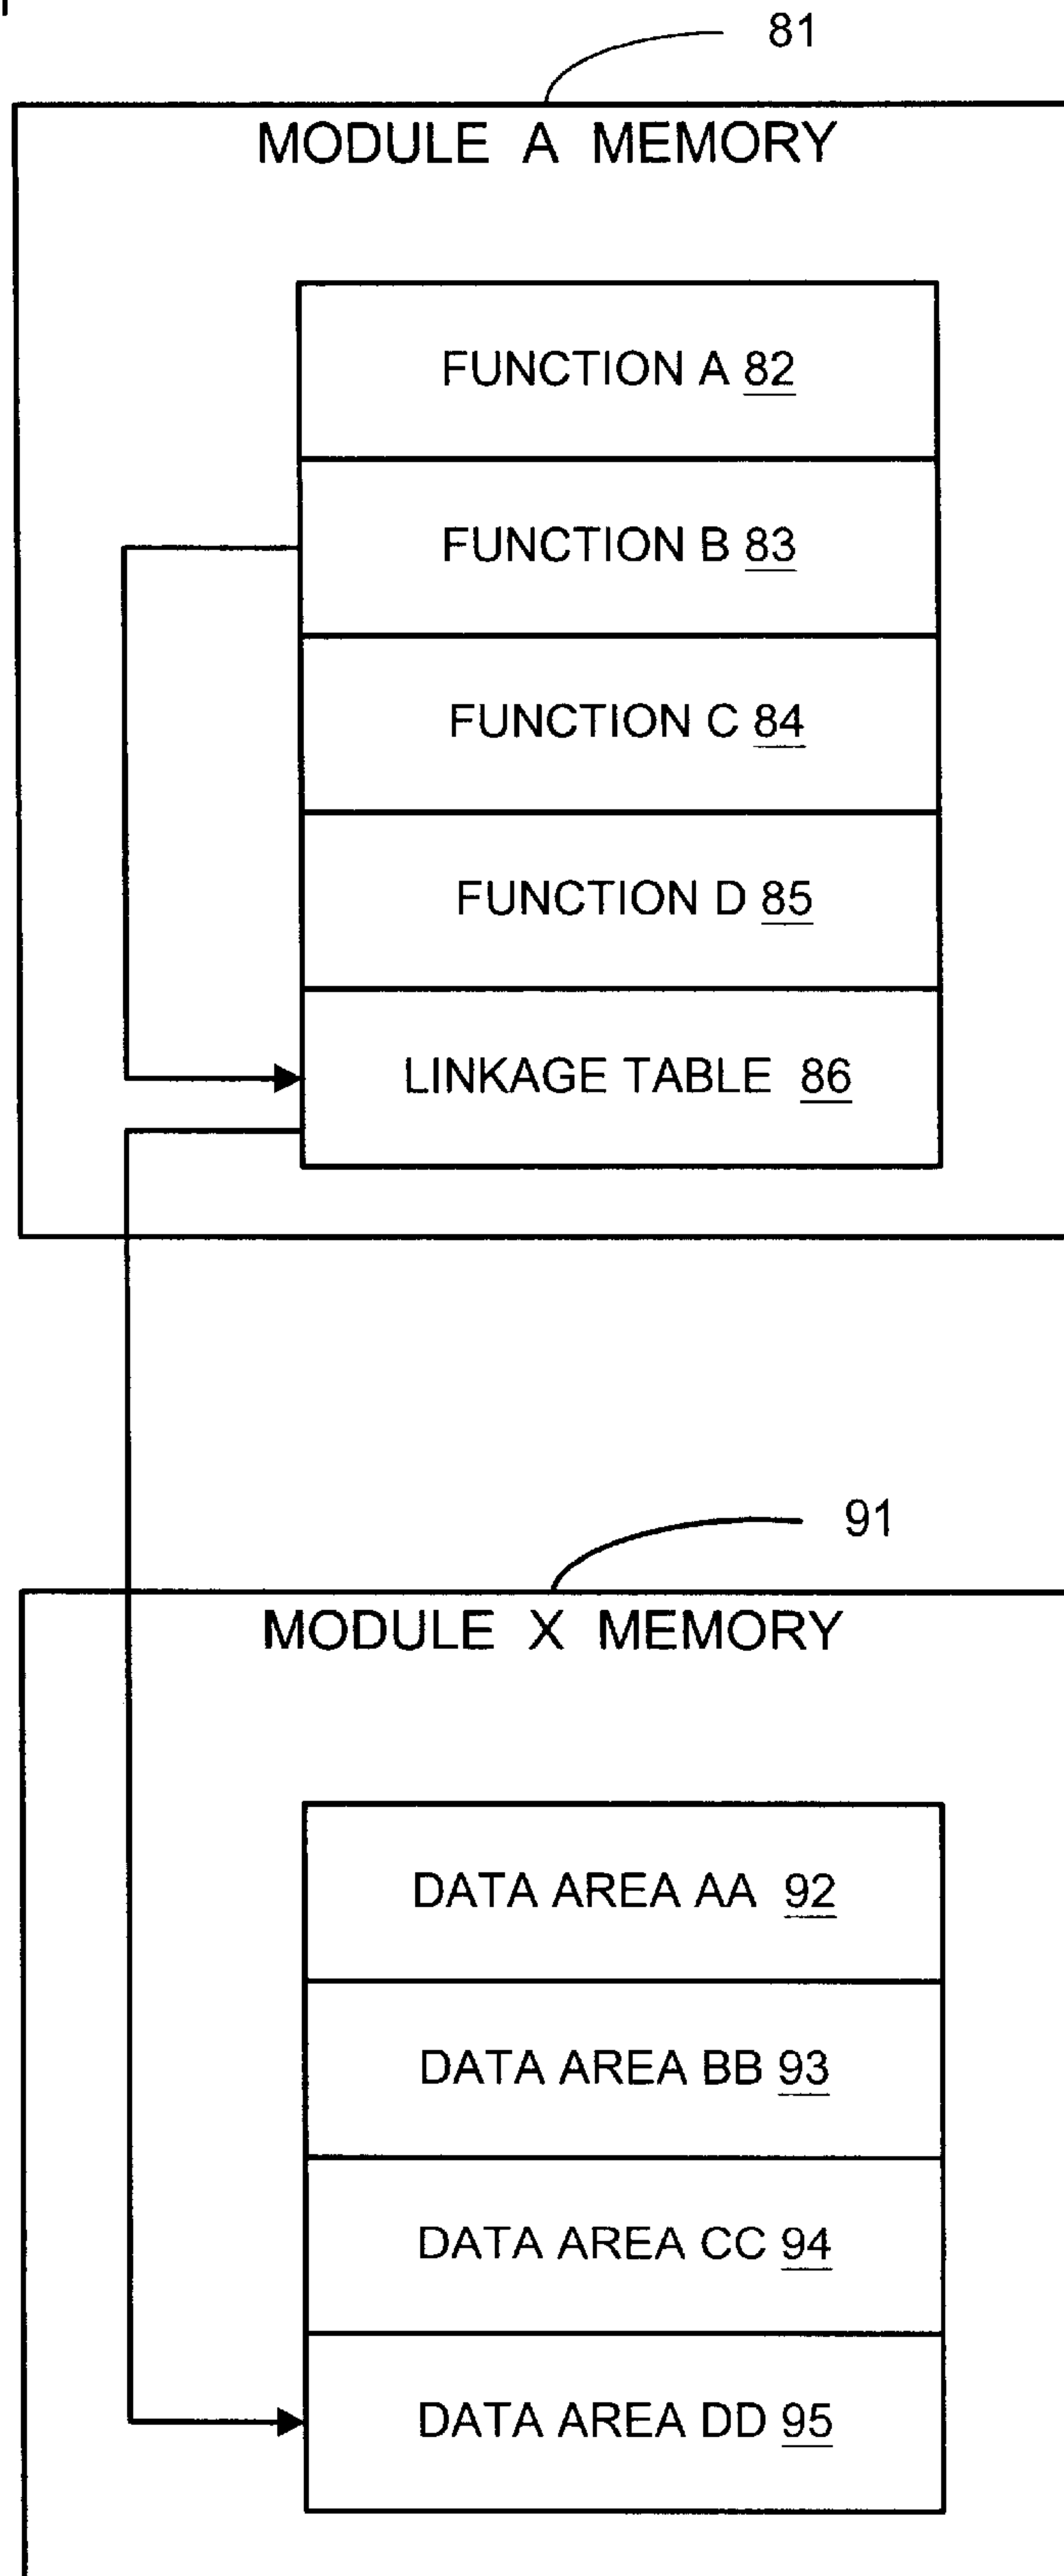 81
MODULE A MEMORY
FUNCTION A 82
FUNCTION B 83
FUNCTION C 84
FUNCTION D 85
LINKAGE TABLE 86
91
MODULE X MEMORY
DATA AREA AA 92
DATA AREA BB 93
DATA AREA CC 94
DATA AREA DD 95